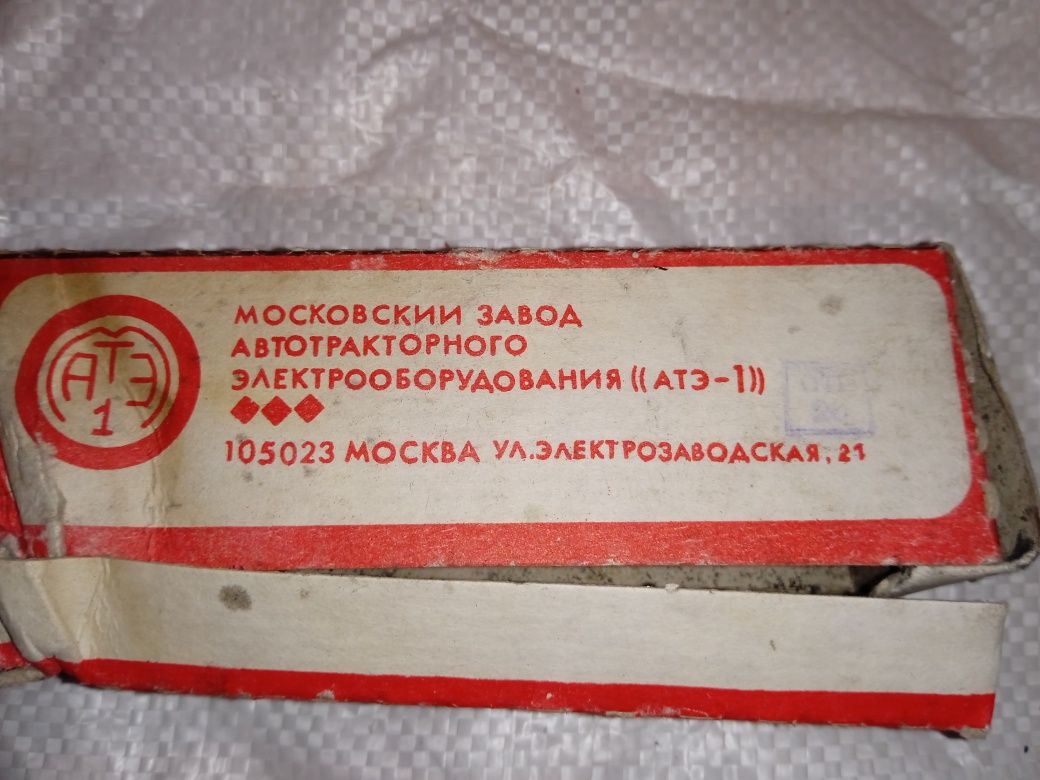 АТЭ
1
МОСКОВСКИИ ЗАВОД
АВТОТРАКТОРНОГО
ЭЛЕКТРООБОРУДОВАНИЯ ((АТЭ-1))
105023 МОСКВА УЛ.ЭЛЕКТРОЗАВОДСКАЯ, 21